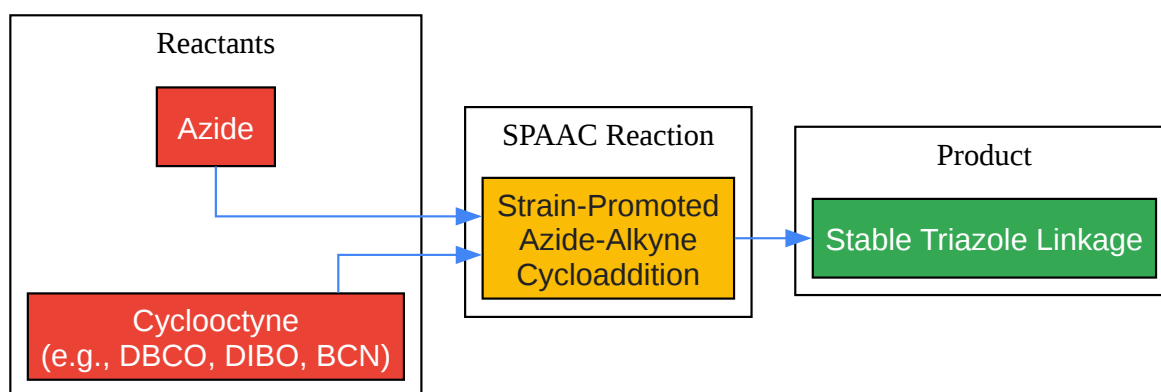 Reactants
Azide
Cyclooctyne
(e.g., DBCO, DIBO, BCN)
SPAAC Reaction
Strain-Promoted
Azide-Alkyne
Cycloaddition
Product
Stable Triazole Linkage